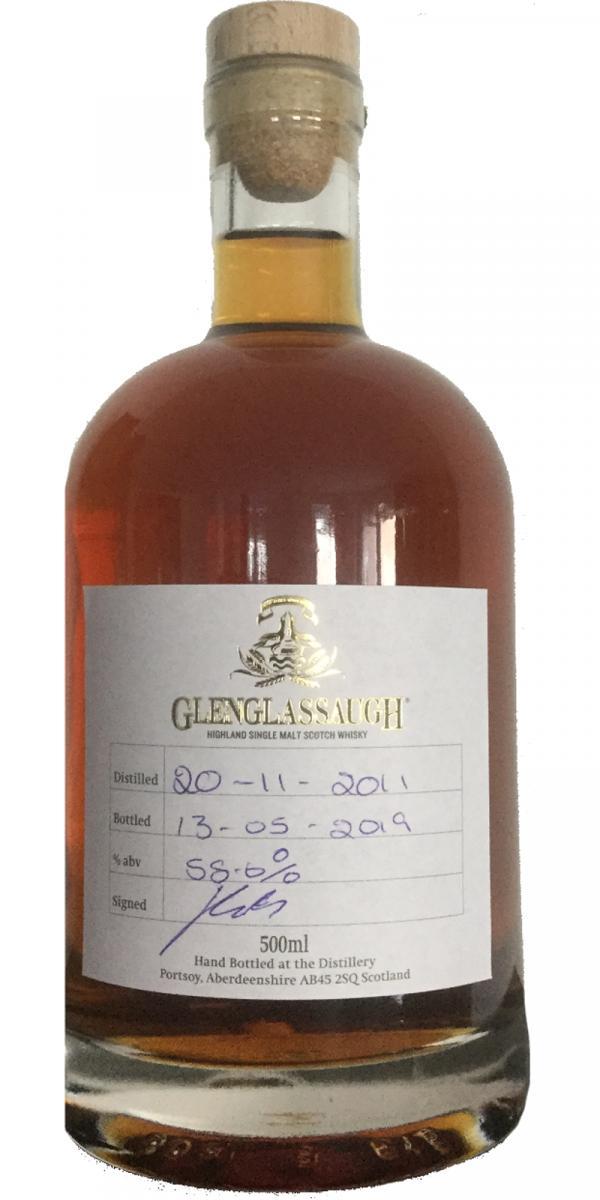 GLENGLASSAUGH®
HIGHLAND SINGLE MALT SCOTCH WHISKY
Distilled 20-11-2011
Bottled 13-05-2019
% abv 58.6%
Signed
500ml
Hand Bottled at the Distillery
Portsoy, Aberdeenshire AB45 2SQ Scotland